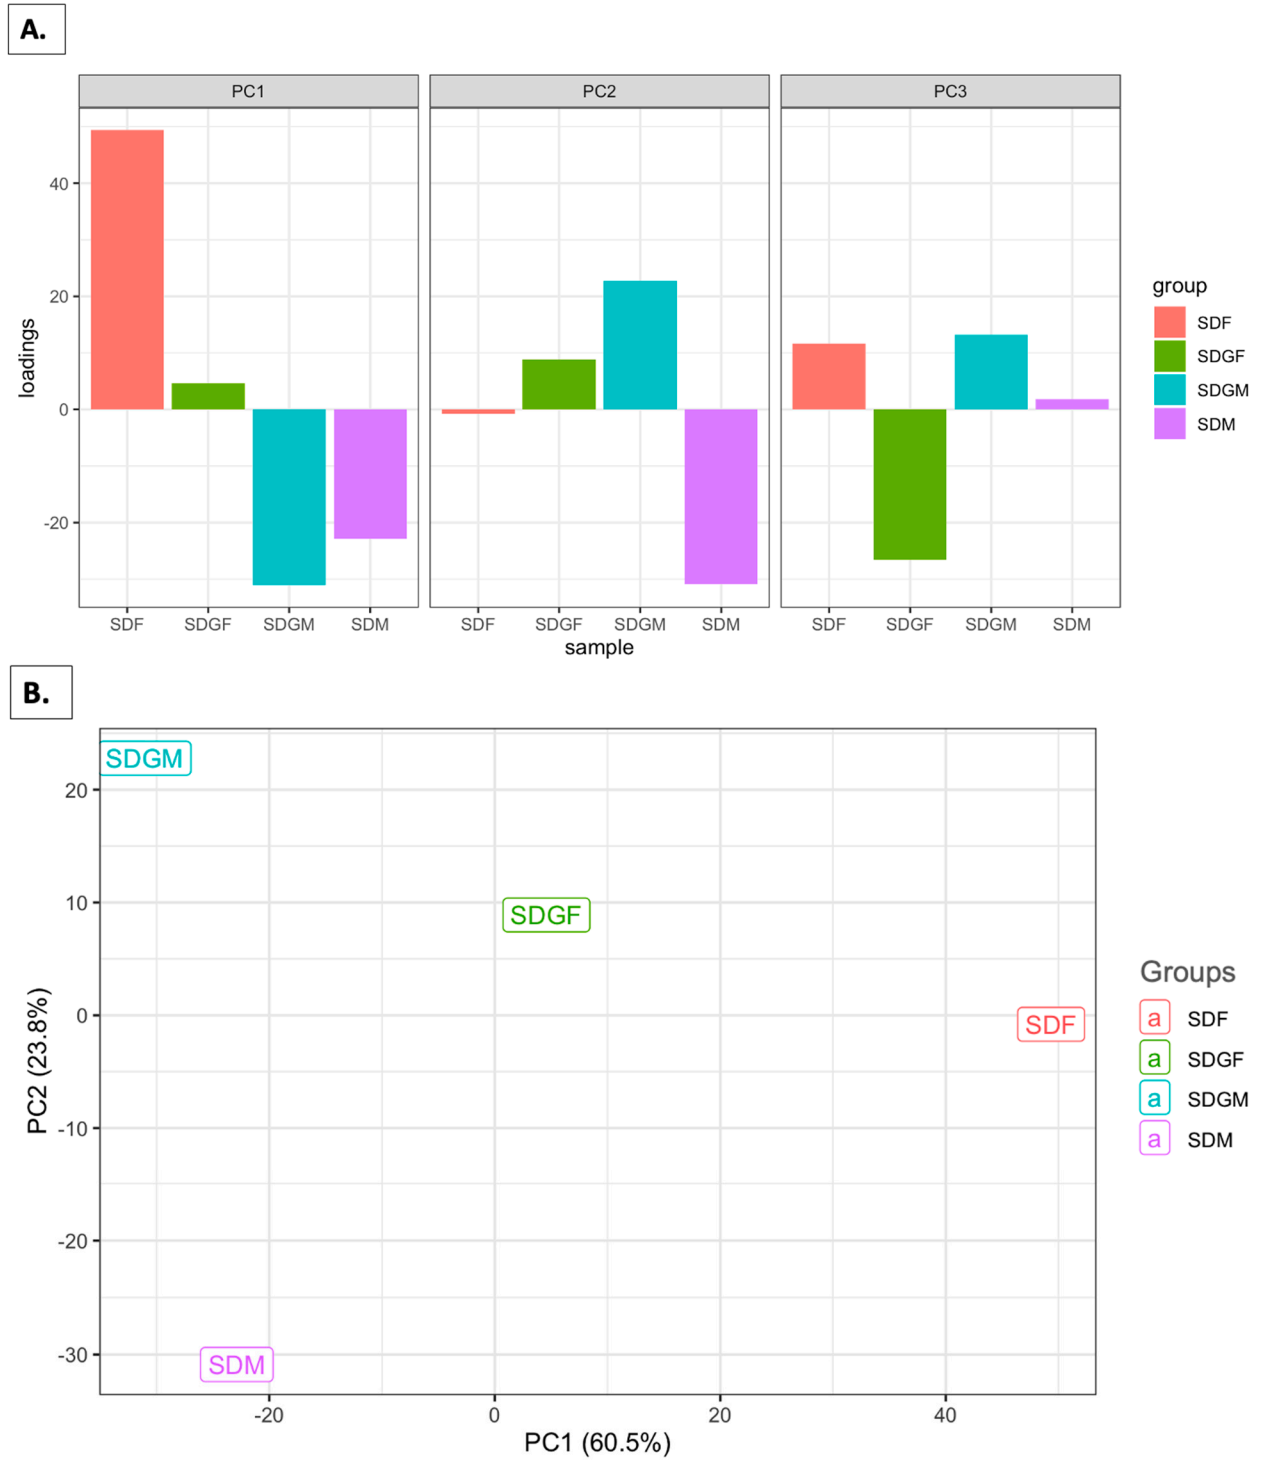 A.
PC1 PC2 PC3
loadings
40
20
0
-20
SDF SDGF SDGM SDM SDF SDGF SDGM SDM SDF SDGF SDGM SDM
sample
group
SDF
SDGF
SDGM
SDM
B.
PC2 (23.8%)
20
10
0
-10
-20
-30
SDGM
SDGF
SDF
SDM
-20 0 20 40
PC1 (60.5%)
Groups
a SDF
a SDGF
a SDGM
a SDM